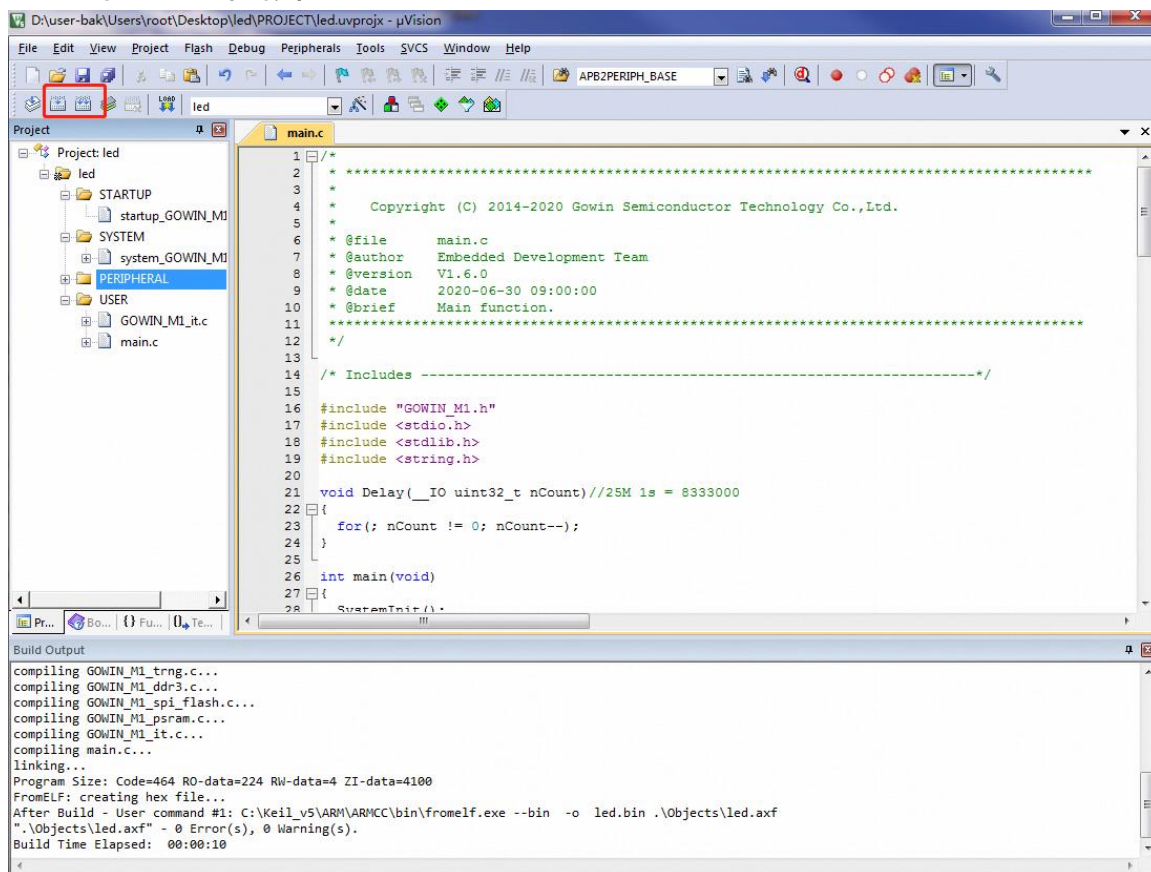 D:\user-bak\Users\root\Desktop\led\PROJECT\led.uvprojx - µVision
File Edit View Project Flash Debug Peripherals Tools SVCS Window Help
APB2PERIPH_BASE
LOAD led
Project
main.c
Project: led
led
STARTUP
startup_GOWIN_M1
SYSTEM
system_GOWIN_M1
PERIPHERAL
USER
GOWIN_M1_it.c
main.c
1 /*
2 * ******************************************************************************************
3 *
4 * Copyright (C) 2014-2020 Gowin Semiconductor Technology Co.,Ltd.
5 *
6 * @file main.c
7 * @author Embedded Development Team
8 * @version V1.6.0
9 * @date 2020-06-30 09:00:00
10 * @brief Main function.
11 ******************************************************************************************
12 */
13
14 /* Includes ------------------------------------------------------------------*/
15
16 #include "GOWIN_M1.h"
17 #include <stdio.h>
18 #include <stdlib.h>
19 #include <string.h>
20
21 void Delay(__IO uint32_t nCount)//25M 1s = 8333000
22 {
23 for(; nCount != 0; nCount--);
24 }
25
26 int main(void)
27 {
28 SystemInit();
Pr... Bo... {} Fu... 0 Te...
Build Output
compiling GOWIN_M1_trng.c...
compiling GOWIN_M1_ddr3.c...
compiling GOWIN_M1_spi_flash.c...
compiling GOWIN_M1_psram.c...
compiling GOWIN_M1_it.c...
compiling main.c...
linking...
Program Size: Code=464 RO-data=224 RW-data=4 ZI-data=4100
FromELF: creating hex file...
After Build - User command #1: C:\Keil_v5\ARM\ARMCC\bin\fromelf.exe --bin -o led.bin .\Objects\led.axf
".\Objects\led.axf" - 0 Error(s), 0 Warning(s).
Build Time Elapsed: 00:00:10